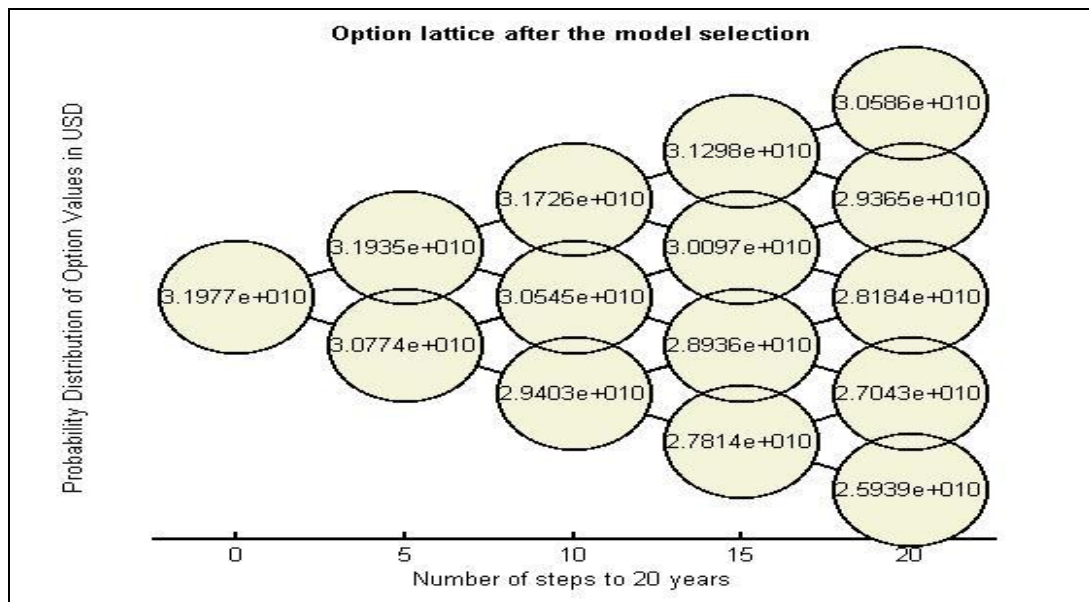 Option lattice after the model selection
Probability Distribution of Option Values in USD
3.0586e+010
3.1298e+010
3.1726e+010
2.9365e+010
3.1935e+010
3.0097e+010
3.1977e+010
3.0545e+010
2.8184e+010
3.0774e+010
2.8936e+010
2.9403e+010
2.7043e+010
2.7814e+010
2.5939e+010
0 5 10 15 20
Number of steps to 20 years